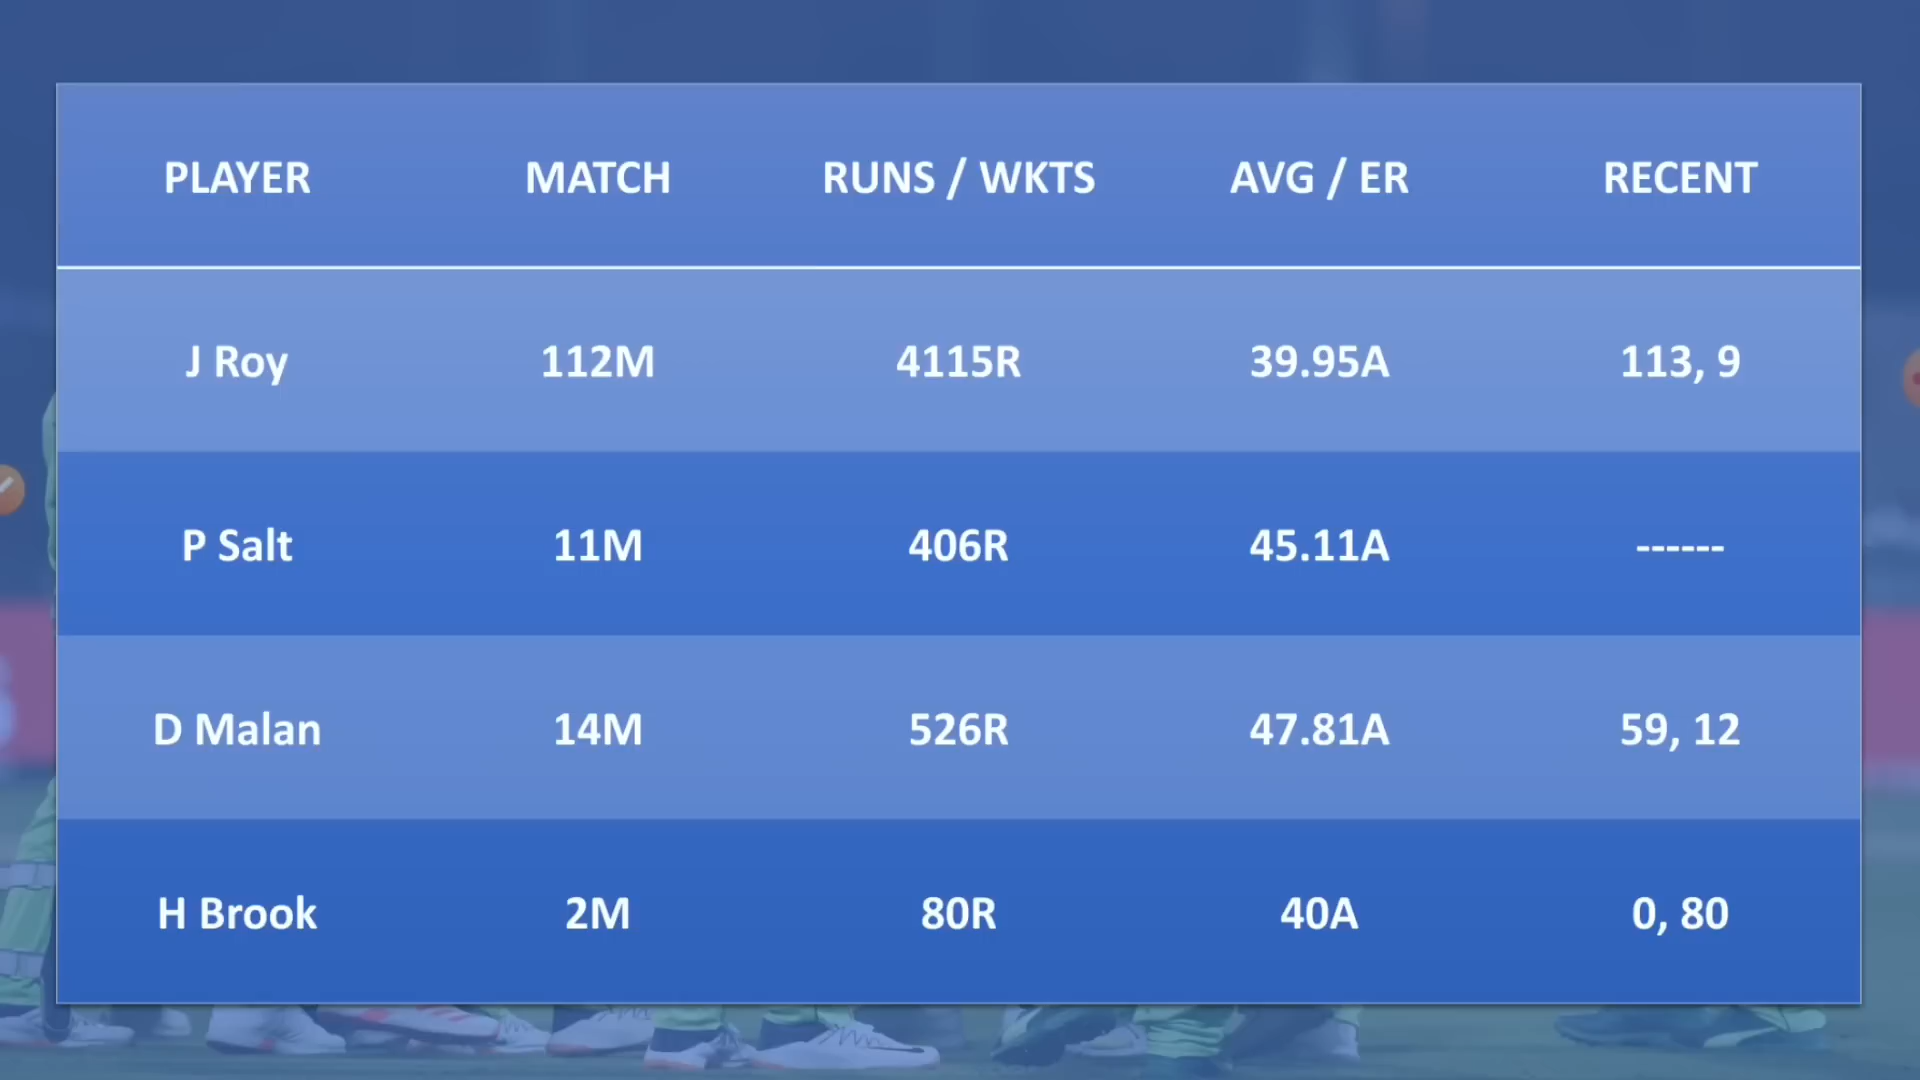 PLAYER MATCH RUNS / WKTS AVG / ER RECENT
J Roy 112M 4115R 39.95A 113, 9
P Salt 11M 406R 45.11A ------
D Malan 14M 526R 47.81A 59, 12
H Brook 2M 80R 40A 0, 80